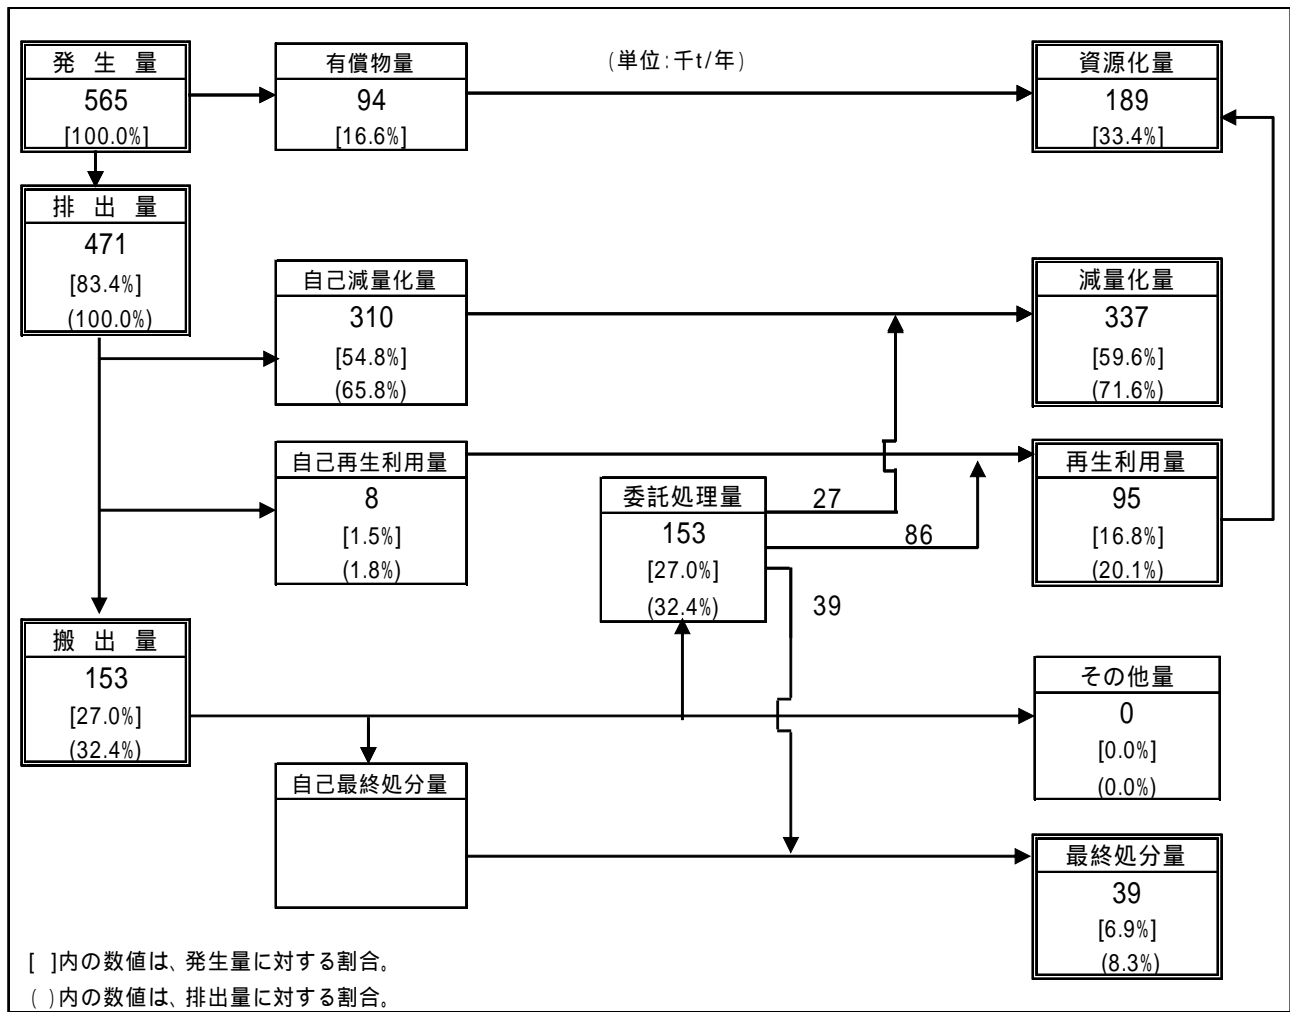 (単位:千t/年)
発生量
565
[100.0%]
有償物量
94
[16.6%]
資源化量
189
[33.4%]
排出量
471
[83.4%]
(100.0%)
自己減量化量
310
[54.8%]
(65.8%)
減量化量
337
[59.6%]
(71.6%)
自己再生利用量
8
[1.5%]
(1.8%)
委託処理量
153
[27.0%]
(32.4%)
27
86
39
再生利用量
95
[16.8%]
(20.1%)
搬出量
153
[27.0%]
(32.4%)
その他量
0
[0.0%]
(0.0%)
自己最終処分量
最終処分量
39
[6.9%]
(8.3%)
[ ]内の数値は、発生量に対する割合。
( )内の数値は、排出量に対する割合。